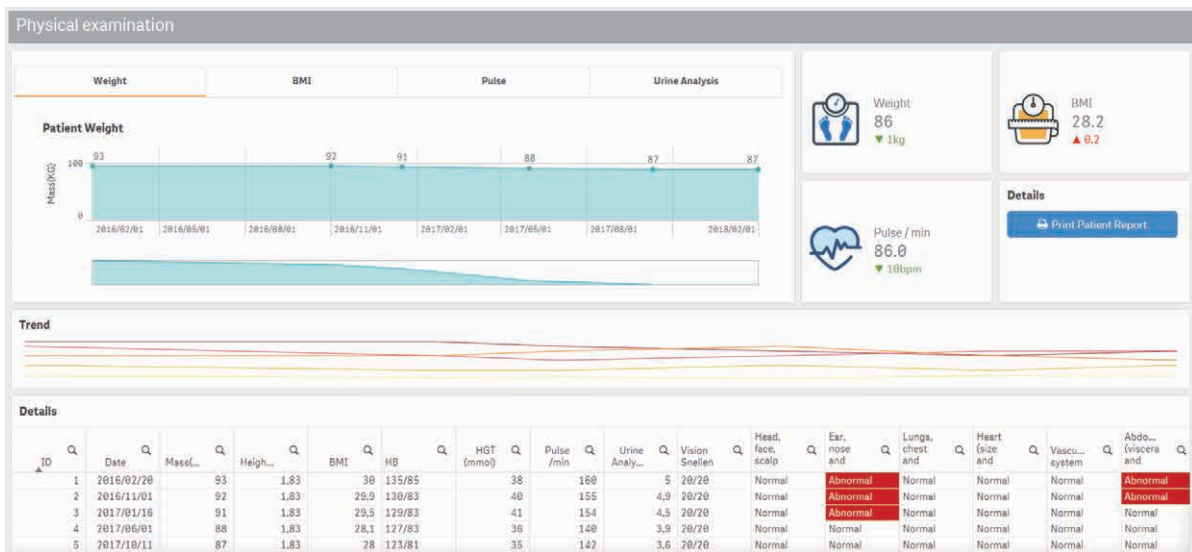 Physical examination
Weight BMI Pulse Urine Analysis
Patient Weight
Mass(KG)
100
0
93 92 91 88 87 87
2016/02/01 2016/05/01 2016/08/01 2016/11/01 2017/02/01 2017/05/01 2017/08/01 2018/02/01
Weight
86
▼ 1kg
BMI
28.2
▲ 0.2
Pulse / min
86.0
▼ 10bpm
Details
Print Patient Report
Trend
Details
ID Date Mass(... Heigh... BMI HB HGT (mmol) Pulse /min Urine Analy... Vision Snellen Head, face, scalp Ear, nose and Lungs, chest and Heart (size and Vascu... system Abdo... (viscera and
1 2016/02/20 93 1,83 30 135/85 38 160 5 20/20 Normal Abnormal Normal Normal Normal Abnormal
2 2016/11/01 92 1,83 29,9 130/83 40 155 4,9 20/20 Normal Abnormal Normal Normal Normal Abnormal
3 2017/01/16 91 1,83 29,5 129/83 41 154 4,5 20/20 Normal Abnormal Normal Normal Normal Normal
4 2017/06/01 88 1,83 28,1 127/83 36 140 3,9 20/20 Normal Normal Normal Normal Normal Normal
5 2017/10/11 87 1,83 28 123/81 35 142 3,6 20/20 Normal Normal Normal Normal Normal Normal